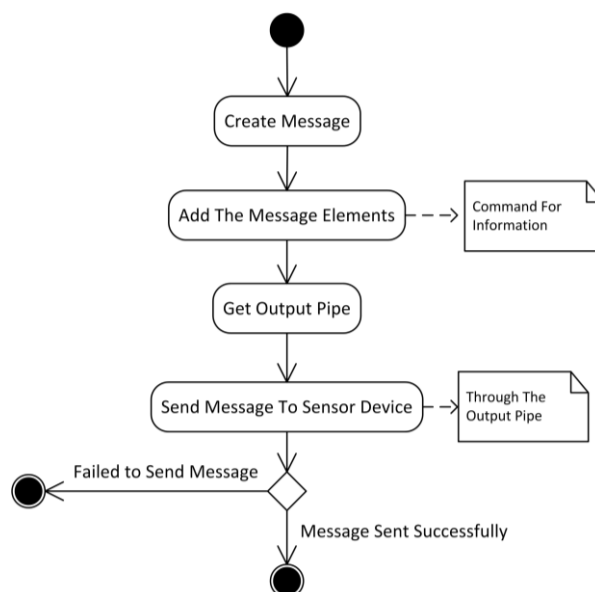 Create Message
Add The Message Elements
Command For
Information
Get Output Pipe
Send Message To Sensor Device
Through The
Output Pipe
Failed to Send Message
Message Sent Successfully